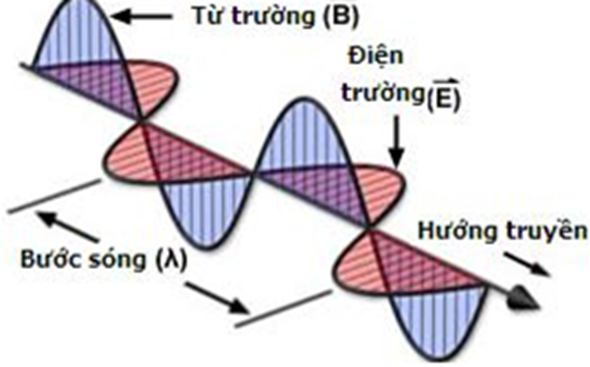 Từ trường (B)
Điện
trường(E⃗)
Hướng truyền
Bước sóng (λ)